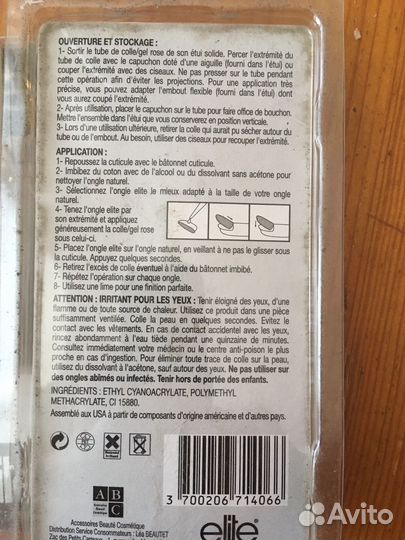 OUVERTURE ET STOCKAGE :
1- Sortir le tube de colle/gel rose de son étui solide. Percer l'extrémité du
tube de colle avec le capuchon doté d'une aiguille (fourni dans l'étui) ou
couper l'extrémité avec des ciseaux. Ne pas presser sur le tube pendant
cette opération afin d'éviter les projections. Pour une application très
précise, vous pouvez adapter l'embout flexible (fourni dans l'étui) dont
vous aurez coupé l'extrémité.
2- Après utilisation, placer le capuchon sur le tube pour faire office de bouchon.
Mettre l'ensemble dans l'étui que vous conserverez en position verticale.
3- Lors d'une utilisation ultérieure, retirer la colle qui aurait pu sécher autour du
tube ou de l'embout. Au besoin, utiliser des ciseaux pour recouper l'extrémité.
APPLICATION :
1- Repoussez la cuticule avec le bâtonnet cuticule.
2- Imbibez du coton avec de l'alcool ou du dissolvant sans acétone pour
nettoyer l'ongle naturel.
3- Sélectionnez l'ongle elite le mieux adapté à la taille de votre ongle
naturel.
4- Tenez l'ongle elite par
son extrémité et appliquez
généreusement la colle/gel rose
sous celui-ci.
5- Placez l'ongle elite sur l'ongle naturel, en veillant à ne pas le glisser sous
la cuticule. Appuyez quelques secondes.
6- Retirez l'excès de colle éventuel à l'aide du bâtonnet imbibé.
7- Répétez l'opération sur chaque ongle.
8- Utilisez une lime pour une finition parfaite.
ATTENTION : IRRITANT POUR LES YEUX : Tenir éloigné des yeux, d'une
flamme ou de toute source de chaleur. Utilisez ce produit dans une pièce
suffisamment ventilée. Colle la peau en quelques secondes. Evitez le
contact avec les vêtements. En cas de contact accidentel avec les yeux,
rincez abondamment à l'eau tiède pendant une quinzaine de minutes.
Consultez immédiatement votre médecin ou le centre anti-poison le plus
proche en cas d'ingestion. Pour éliminer toute trace de colle sur la peau,
utilisez du dissolvant à l'acétone, sauf autour des yeux. Ne pas utiliser sur
des ongles abîmés ou infectés. Tenir hors de portée des enfants.
INGRÉDIENTS : ETHYL CYANOACRYLATE, POLYMETHYL
METHACRYLATE, CI 15880.
Assemblé aux USA à partir de composants d'origine américaine et d'autres pays.
A B C
3 700206 714066
Accessoires Beauté Cosmétique
Distribution Service Consommateurs : Léa BEAUTET
Zac des Petits
elite
Avito